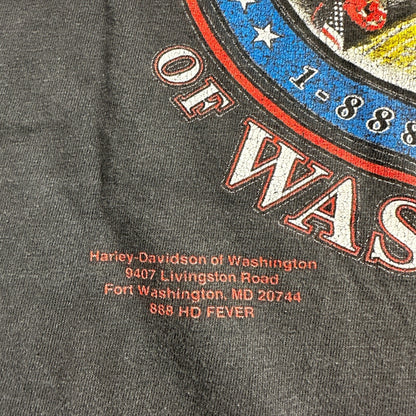 1-888
OF WAS
Harley-Davidson of Washington
9407 Livingston Road
Fort Washington, MD 20744
888 HD FEVER